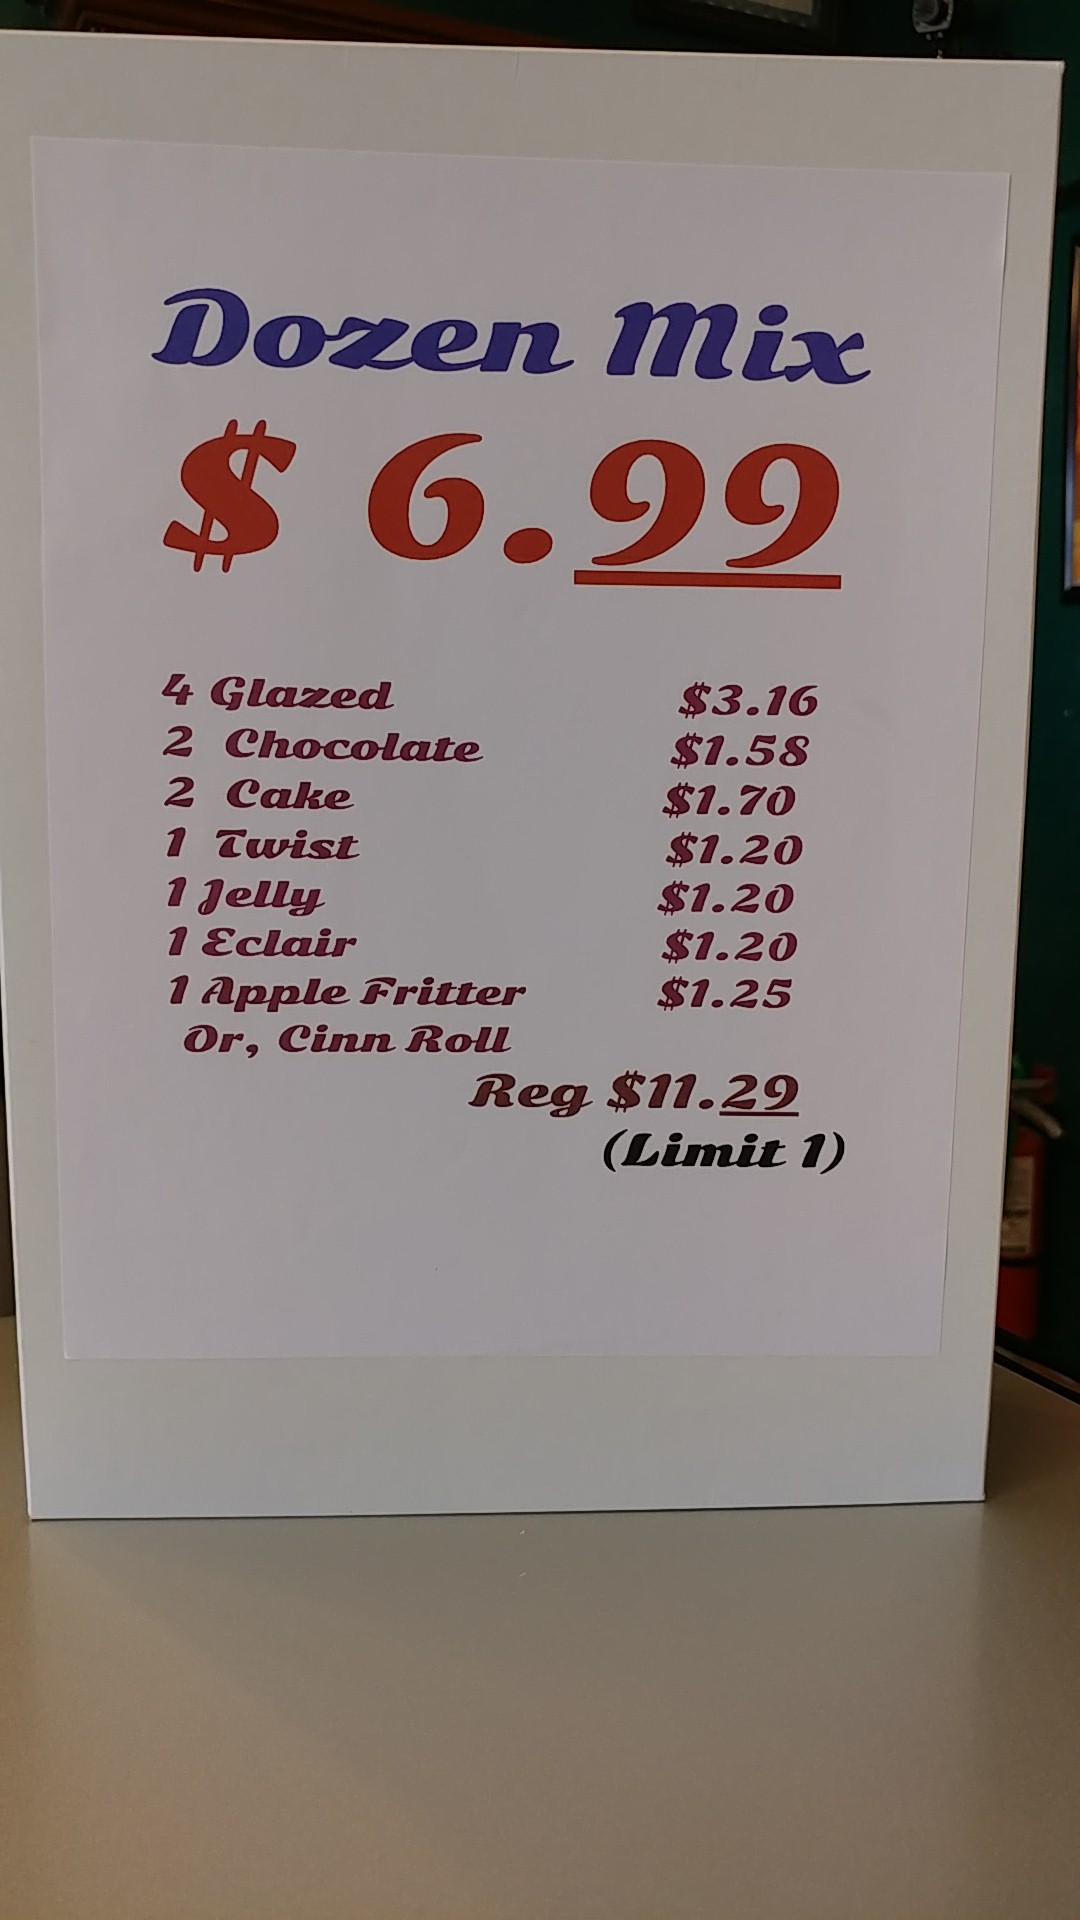 Dozen Mix
$ 6.99
4 Glazed $3.16
2 Chocolate $1.58
2 Cake $1.70
1 Twist $1.20
1 Jelly $1.20
1 Eclair $1.20
1 Apple Fritter $1.25
Or, Cinn Roll
Reg $11.29
(Limit 1)